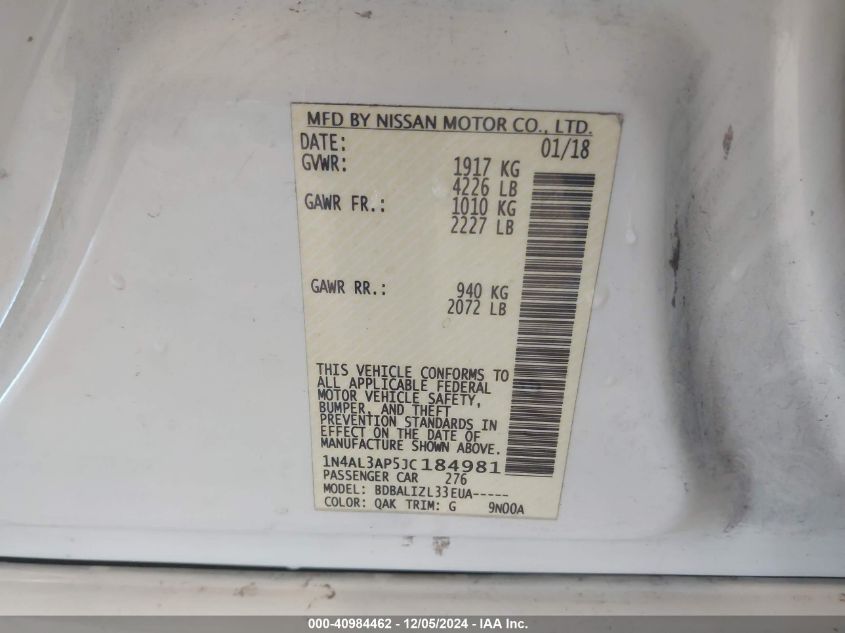 MFD BY NISSAN MOTOR CO., LTD.
DATE: 01/18
GVWR: 1917 KG
4226 LB
GAWR FR.: 1010 KG
2227 LB
GAWR RR.: 940 KG
2072 LB
THIS VEHICLE CONFORMS TO
ALL APPLICABLE FEDERAL
MOTOR VEHICLE SAFETY,
BUMPER, AND THEFT
PREVENTION STANDARDS IN
EFFECT ON THE DATE OF
MANUFACTURE SHOWN ABOVE.
1N4AL3AP5JC184981
PASSENGER CAR 276
MODEL: BDBALIZL33EUA-----
COLOR: QAK TRIM: G 9N00A
000-40984462 - 12/05/2024 - IAA Inc.